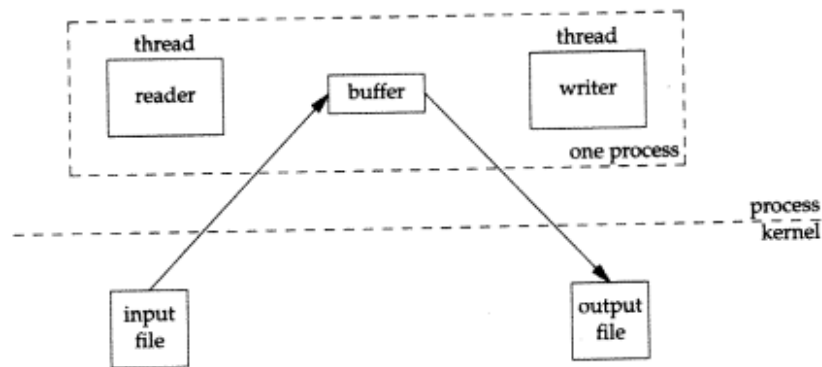 thread
thread
reader
buffer
writer
one process
process
kernel
input
file
output
file